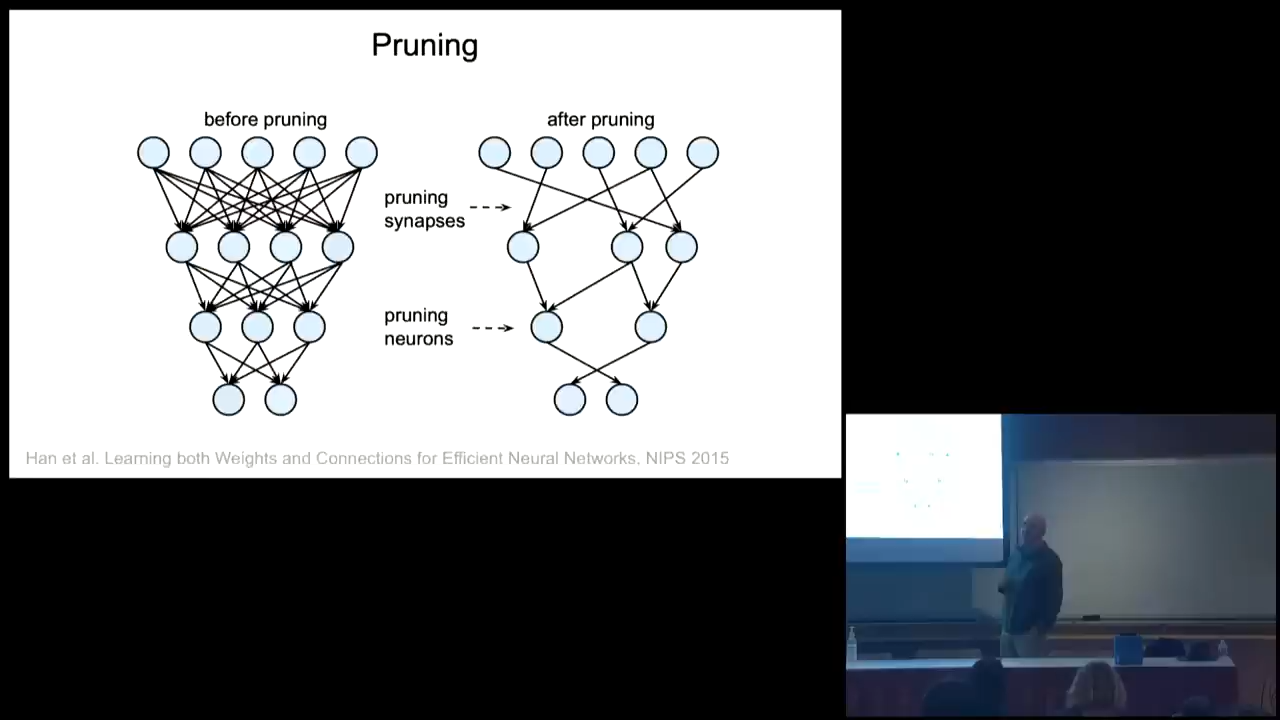 Pruning
before pruning
after pruning
pruning
synapses
pruning
neurons
Han et al. Learning both Weights and Connections for Efficient Neural Networks, NIPS 2015